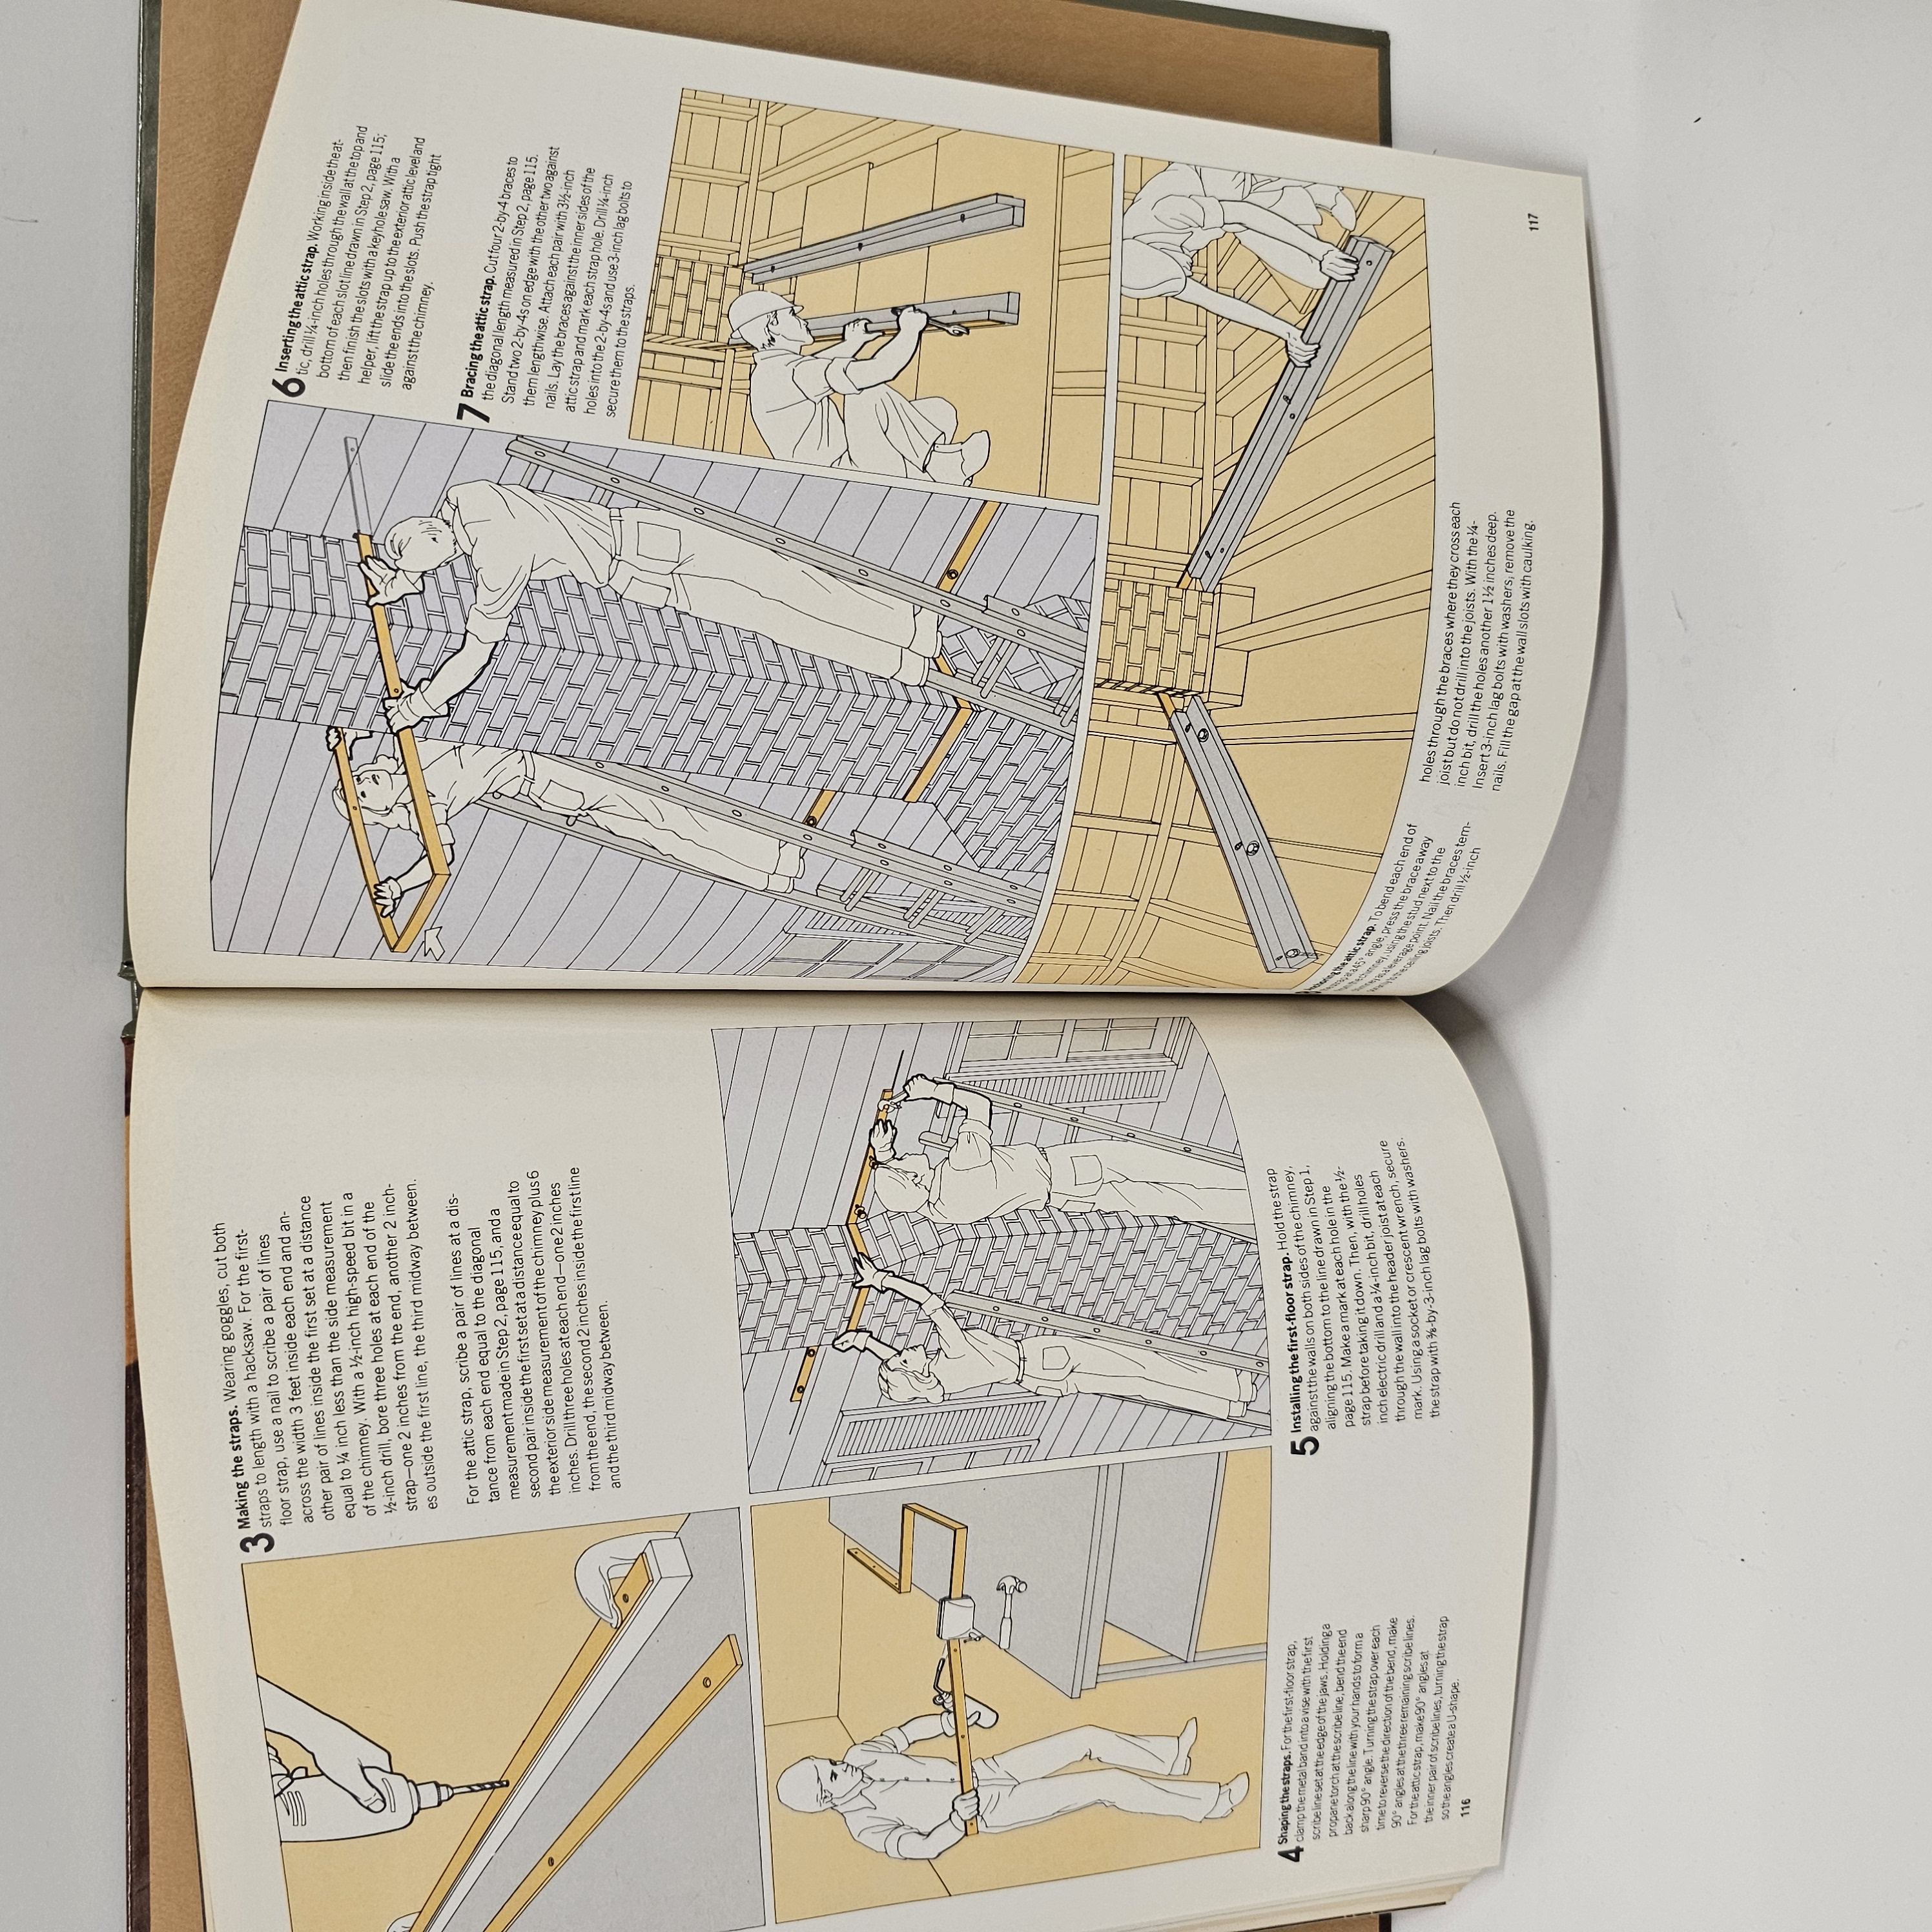 3 Making the straps. Wearing goggles, cut both
straps to length with a hacksaw. For the first-
floor strap, use a nail to scribe a pair of lines
across the width 3 feet inside each end and an-
other pair of lines inside the first set at a distance
equal to ¼ inch less than the side measurement
of the chimney. With a ½-inch high-speed bit in a
½-inch drill, bore three holes at each end of the
strap—one 2 inches from the end, another 2 inch-
es outside the first line, the third midway between.
For the attic strap, scribe a pair of lines at a dis-
tance from each end equal to the diagonal
measurement made in Step 2, page 115, and a
second pair inside the first set at a distance equal to
the exterior side measurement of the chimney plus 6
inches. Drill three holes at each end—one 2 inches
from the end, the second 2 inches inside the first line
and the third midway between.
4 Shaping the straps. For the first-floor strap,
clamp the metal band into a vise with the first
scribe line set at the edge of the jaws. Holding a
propane torch at the scribe line, bend the end
back along the line with your hands to form a
sharp 90° angle. Turning the strap over each
time to reverse the direction of the bend, make
90° angles at the three remaining scribe lines.
For the attic strap, make 90° angles at
the inner pair of scribe lines, turning the strap
so the angles create a U-shape.
116
5 Installing the first-floor strap. Hold the strap
against the walls on both sides of the chimney,
aligning the bottom to the line drawn in Step 1,
page 115. Make a mark at each hole in the
strap before taking it down. Then, with the ½-
inch electric drill and a ¼-inch bit, drill holes
through the wall into the header joist at each
mark. Using a socket or crescent wrench, secure
the strap with ⅜-by-3-inch lag bolts with washers.
6 Inserting the attic strap. Working inside the at-
tic, drill ¼-inch holes through the wall at the top and
bottom of each slot line drawn in Step 2, page 115;
then finish the slots with a keyhole saw. With a
helper, lift the strap up to the exterior attic level and
slide the ends into the slots. Push the strap tight
against the chimney.
7 Bracing the attic strap. Cut four 2-by-4 braces to
the diagonal length measured in Step 2, page 115.
Stand two 2-by-4s on edge with the other two against
them lengthwise. Attach each pair with 3½-inch
nails. Lay the braces against the inner sides of the
attic strap and mark each strap hole. Drill ¼-inch
holes into the 2-by-4s and use 3-inch lag bolts to
secure them to the straps.
the attic strap. To bend each end of
at a 45° angle, press the brace away
the chimney, using the stud next to the
as a leverage point. Nail the braces tem-
to the ceiling joists. Then drill ½-inch
holes through the braces where they cross each
joist but do not drill into the joists. With the ¼-
inch bit, drill the holes another 1½ inches deep.
Insert 3-inch lag bolts with washers; remove the
nails. Fill the gap at the wall slots with caulking.
117